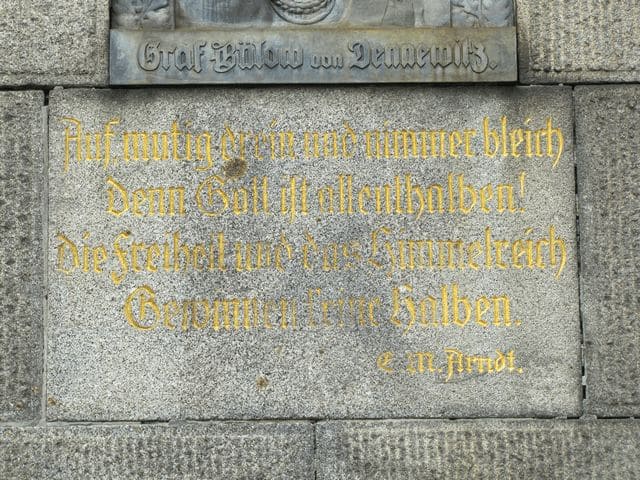 Graf Bülow von Dennewitz.
Auf, mutig drein und nimmer bleich
denn Gott ist allenthalben!
die Freiheit und das Himmelreich
Gewinnen keine Halben.
E. M. Arndt.